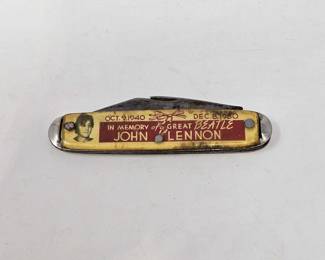 OCT. 9, 1940 DEC. 8, 1980
IN MEMORY of a GREAT BEATLE
JOHN LENNON